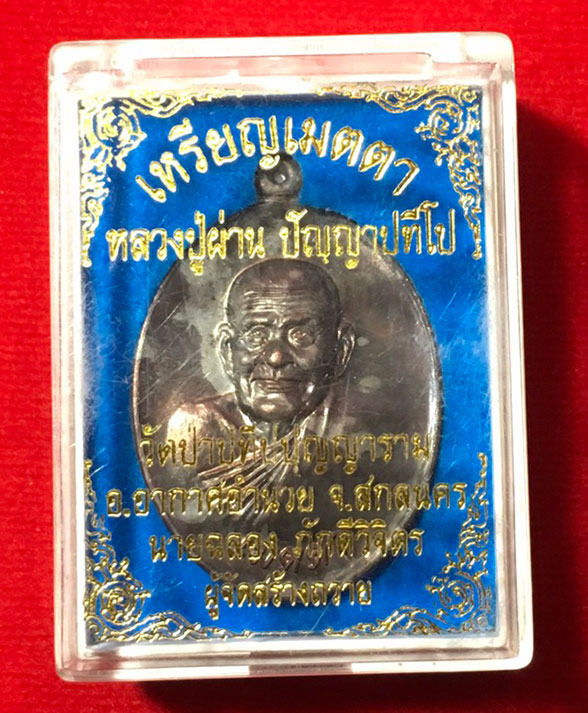 เหรียญเมตตา
หลวงปู่ผ่าน ปัญญาปทีโป
วัดป่าปทีปปุญญาราม
อ.อากาศอำนวย จ.สกลนคร
นายฉลอง ภักดีวิจิตร
ผู้จัดสร้างถวาย